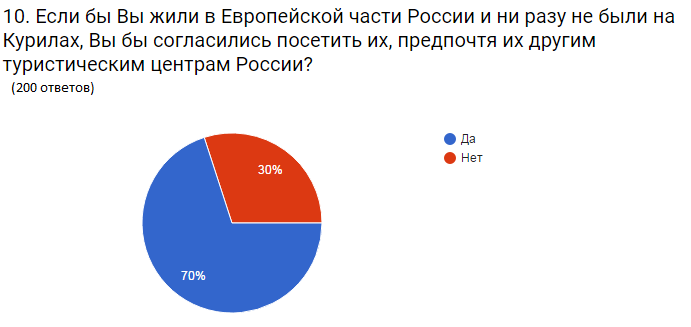 10. Если бы Вы жили в Европейской части России и ни разу не были на
Курилах, Вы бы согласились посетить их, предпочтя их другим
туристическим центрам России?
(200 ответов)
Да
Нет
30%
70%